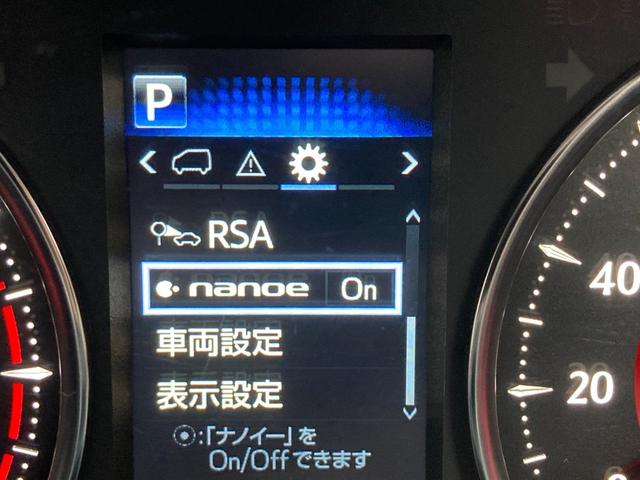 P
RSA
nanoe On
車両設定
表示設定
:「ナノイー」を
On/Offできます
40
20